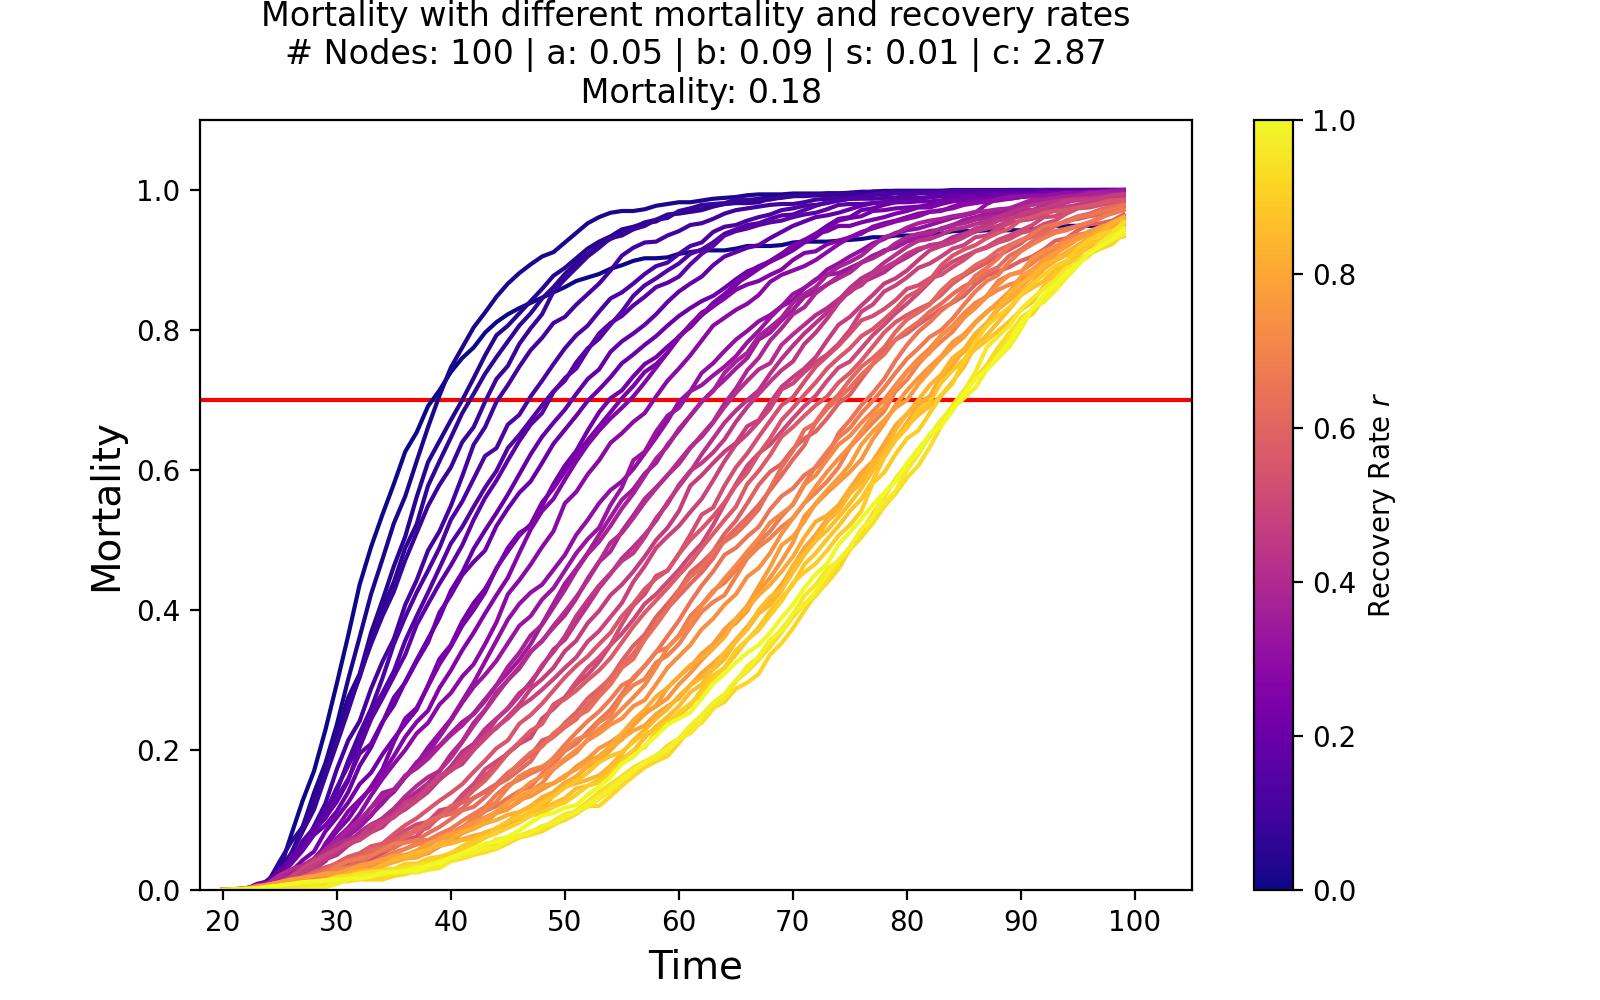 Mortality with different mortality and recovery rates
# Nodes: 100 | a: 0.05 | b: 0.09 | s: 0.01 | c: 2.87
Mortality: 0.18
1.0
0.8
0.6
0.4
0.2
0.0
Mortality
20 30 40 50 60 70 80 90 100
Time
1.0
0.8
0.6
0.4
0.2
0.0
Recovery Rate r